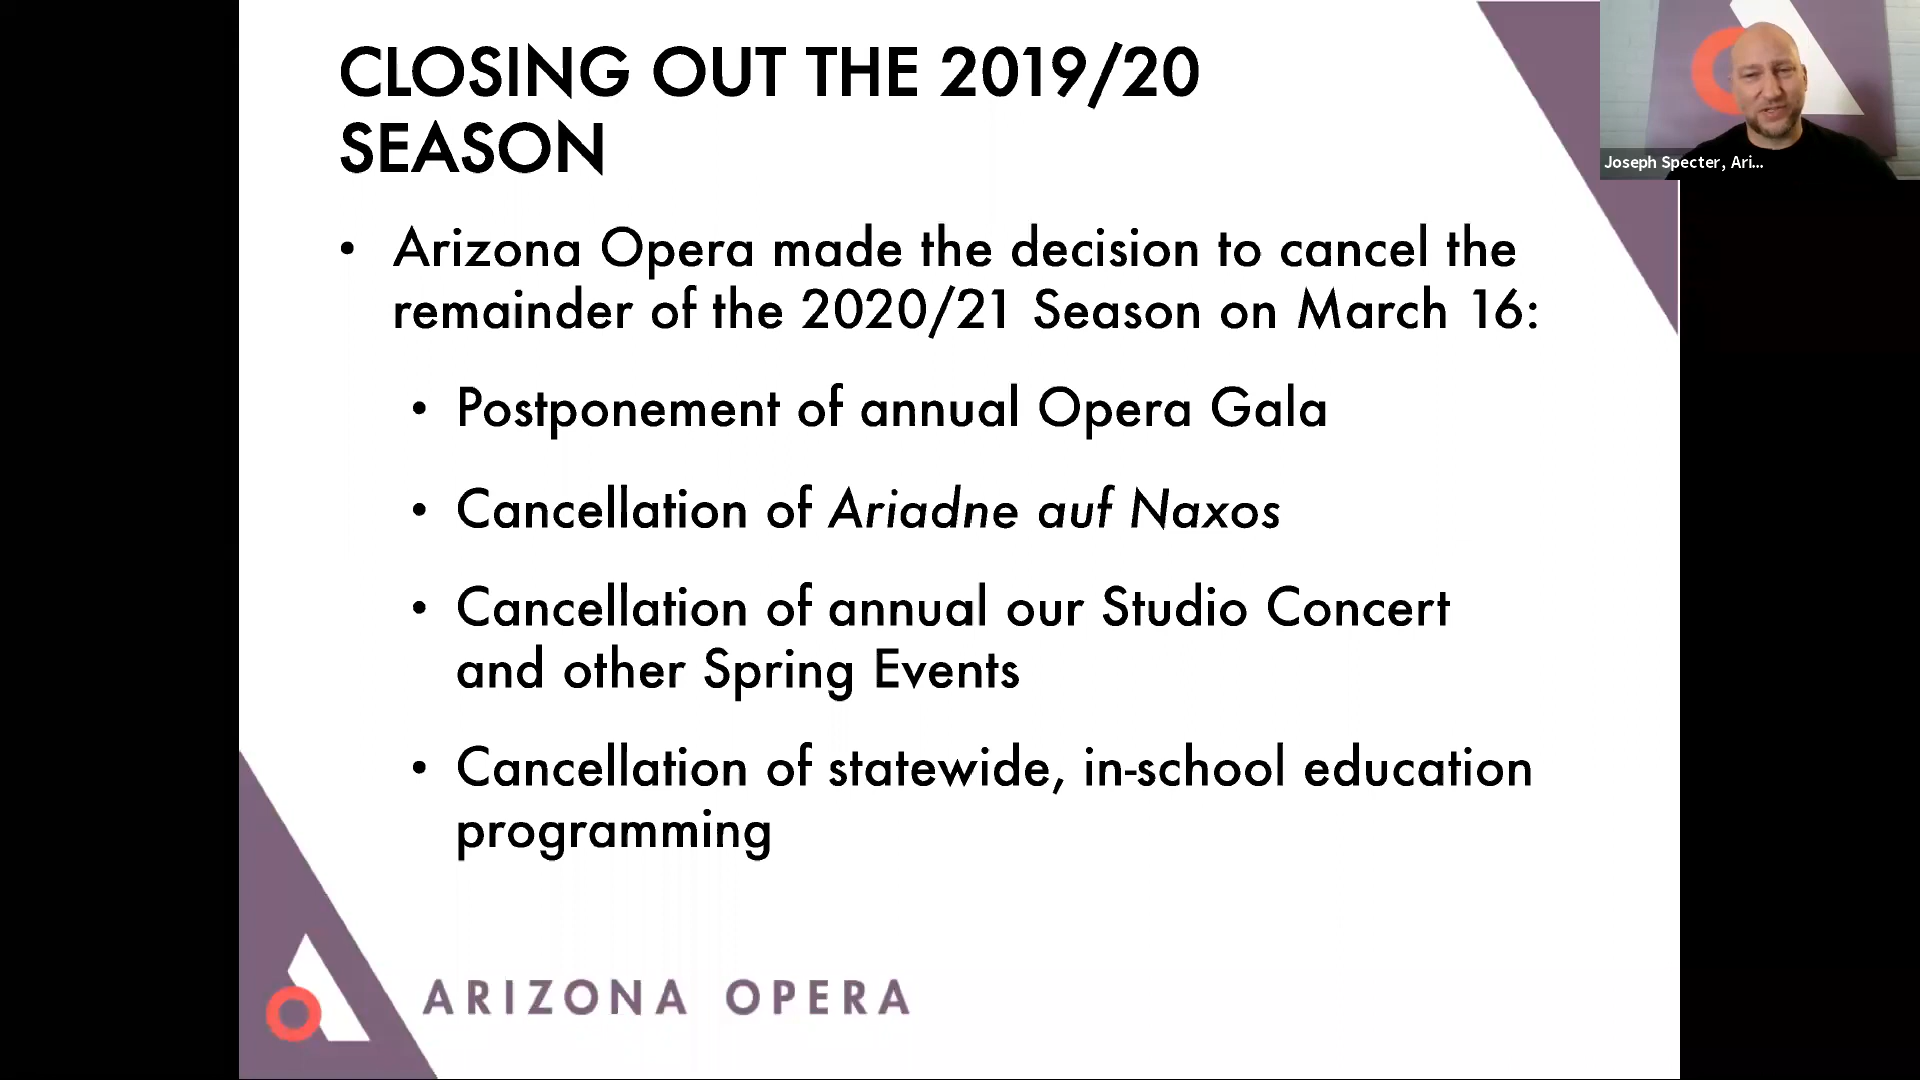 CLOSING OUT THE 2019/20
SEASON
Joseph Specter, Ari...
• Arizona Opera made the decision to cancel the
remainder of the 2020/21 Season on March 16:
• Postponement of annual Opera Gala
• Cancellation of Ariadne auf Naxos
• Cancellation of annual our Studio Concert
and other Spring Events
• Cancellation of statewide, in-school education
programming
ARIZONA OPERA